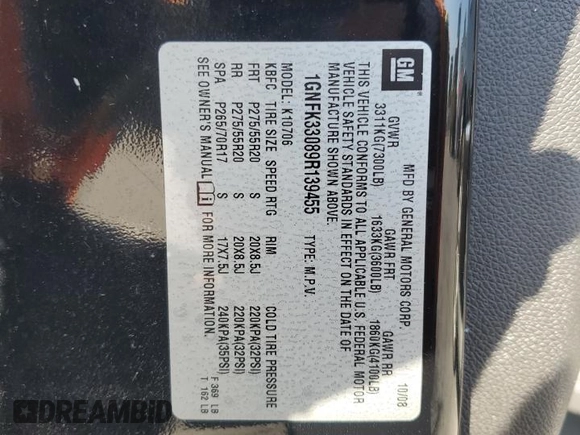 GM
MFD BY GENERAL MOTORS CORP. 10/08
GVWR GAWR FRT GAWR RR
3311KG(7300LB) 1633KG(3600LB) 1860KG(4100LB)
THIS VEHICLE CONFORMS TO ALL APPLICABLE U.S. FEDERAL MOTOR
VEHICLE SAFETY STANDARDS IN EFFECT ON THE DATE OF
MANUFACTURE SHOWN ABOVE.
1GNFK33089R139455 TYPE: M.P.V.
MODEL: K10706
KBFC TIRE SIZE SPEED RTG RIM COLD TIRE PRESSURE
FRT P275/55R20 S 20X8.5J 220KPA(32PSI)
RR P275/55R20 S 20X8.5J 220KPA(32PSI)
SPA P265/70R17 S 17X7.5J 240KPA(35PSI)
SEE OWNER'S MANUAL i FOR MORE INFORMATION.
F 369 LB
T 162 LB
DREAMBID